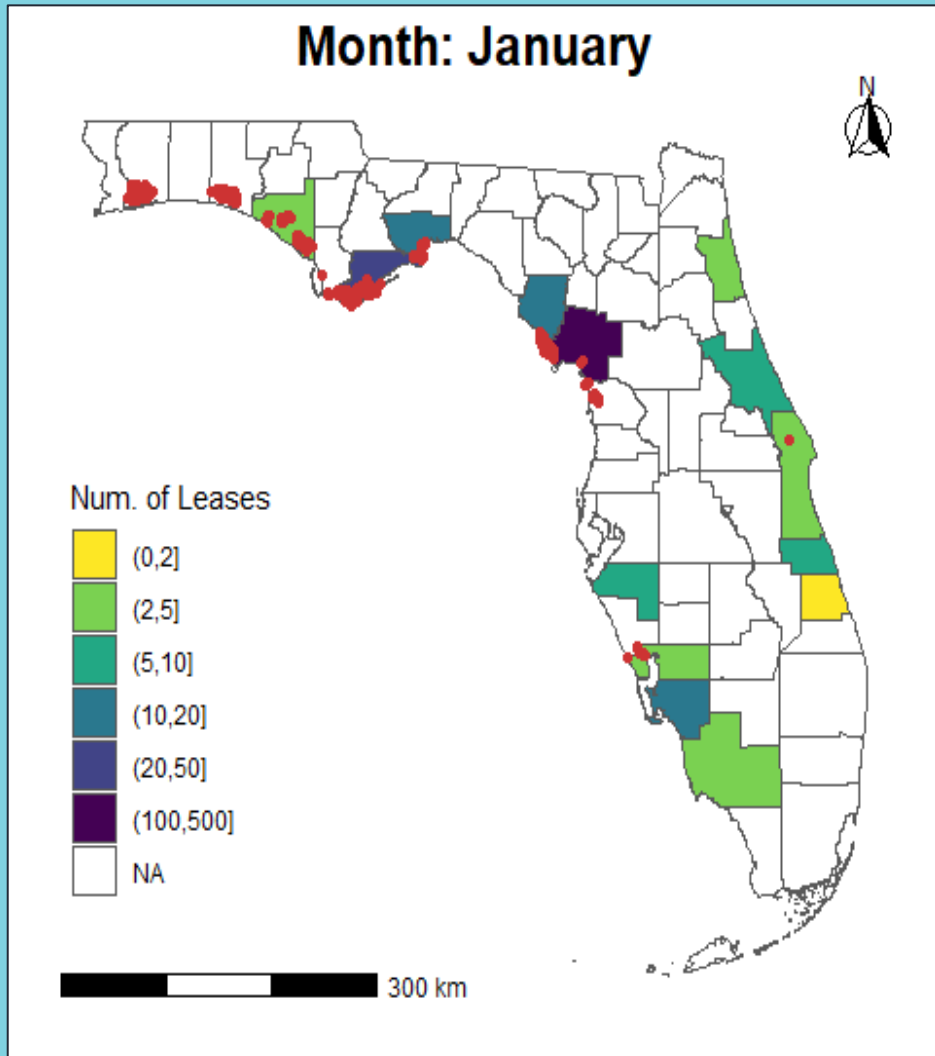 Month: January
N
Num. of Leases
(0,2]
(2,5]
(5,10]
(10,20]
(20,50]
(100,500]
NA
300 km